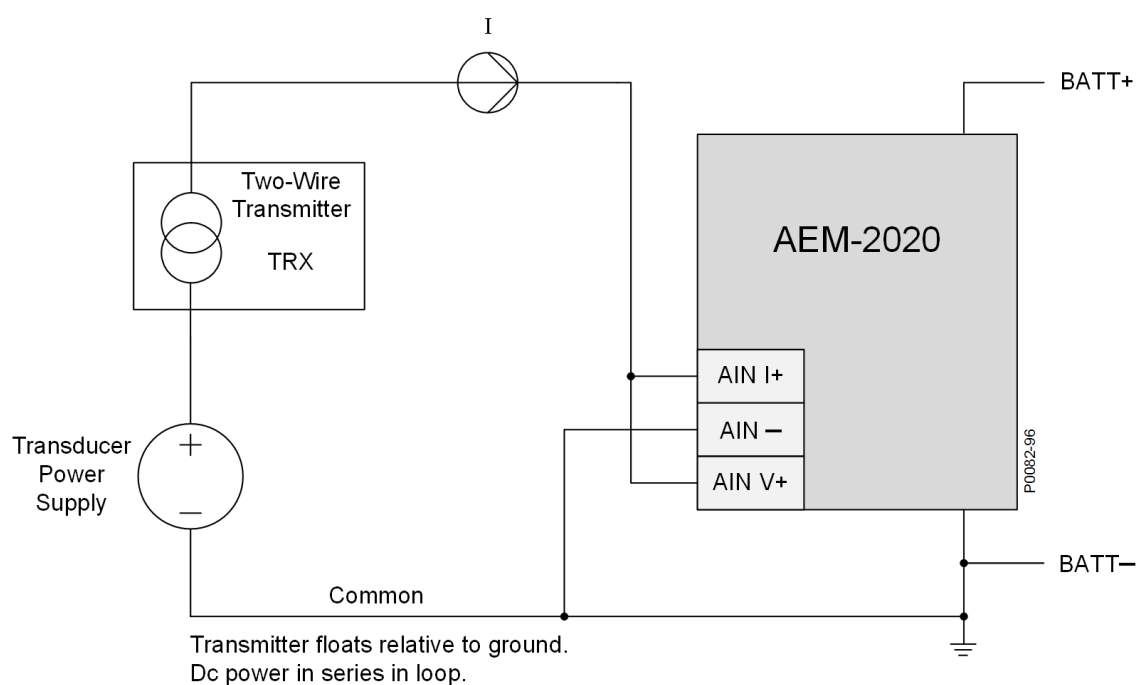 I
BATT+
Two-Wire
Transmitter
TRX
AEM-2020
AIN I+
AIN –
AIN V+
P0082-96
Transducer
Power
Supply
+
–
BATT–
Common
Transmitter floats relative to ground.
Dc power in series in loop.